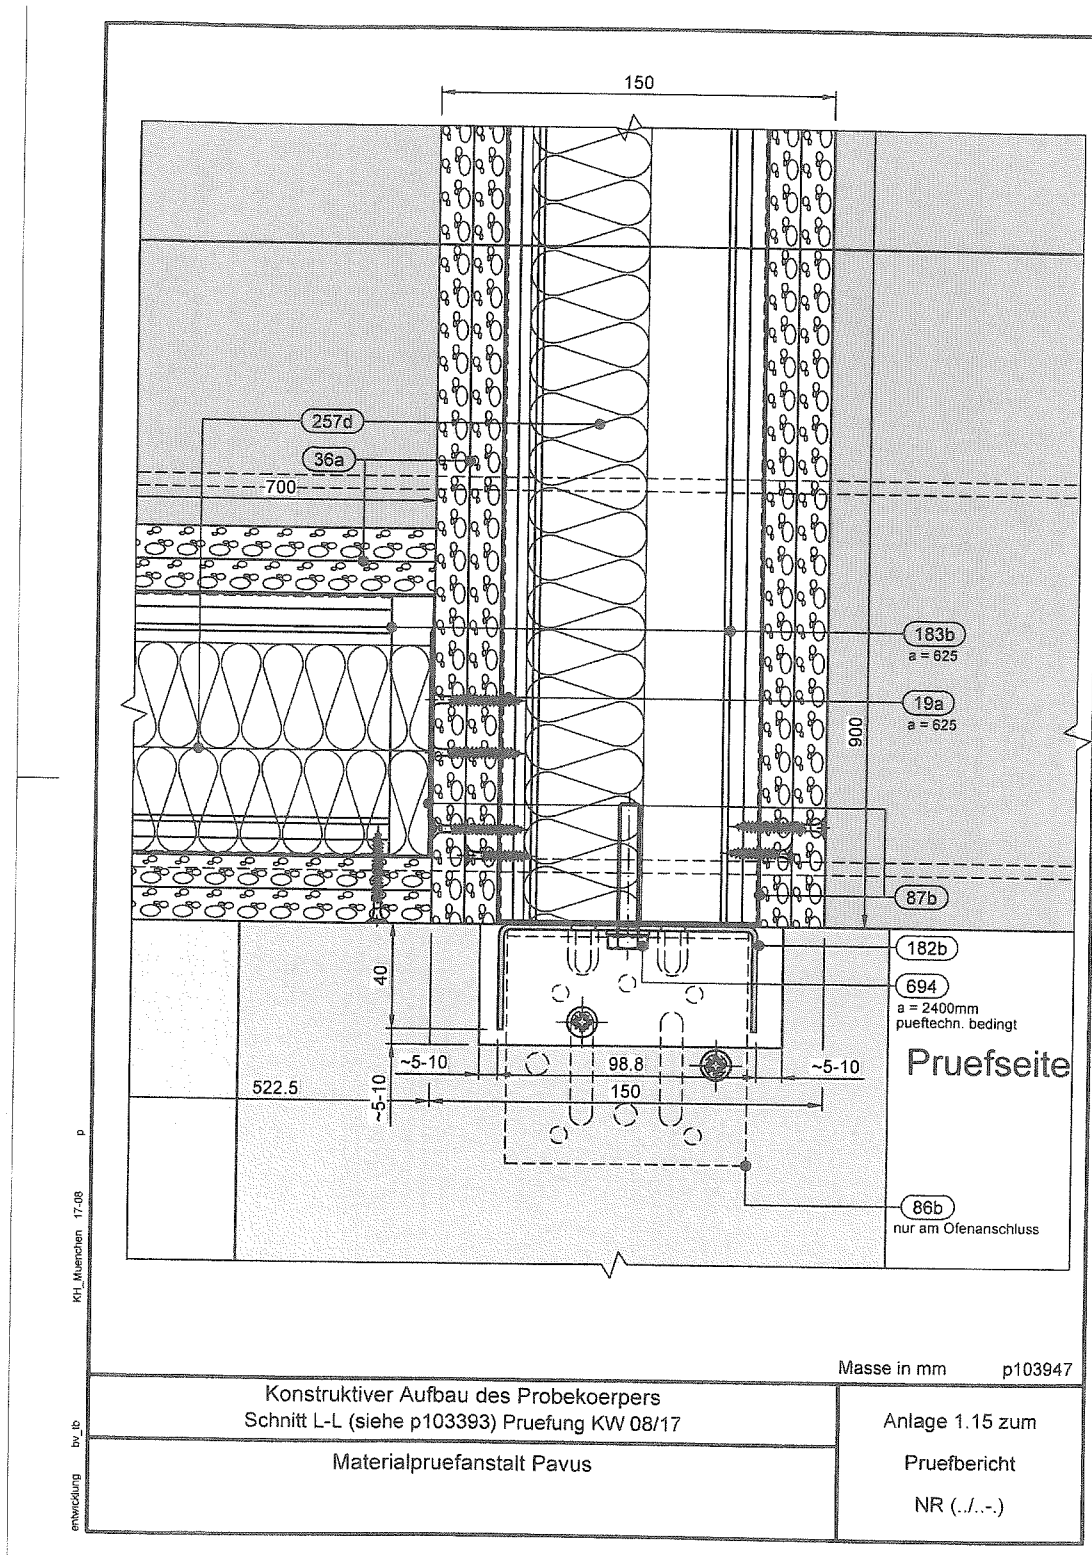 150
257d
36a
700
183b
a = 625
19a
a = 625
900
87b
182b
694
a = 2400mm
pueftechn. bedingt
Pruefseite
40
~5-10
98.8
~5-10
~5-10
522.5
150
86b
nur am Ofenanschluss
Masse in mm p103947
Konstruktiver Aufbau des Probekoerpers
Schnitt L-L (siehe p103393) Pruefung KW 08/17
Materialpruefanstalt Pavus
Anlage 1.15 zum
Pruefbericht
NR (../..-.)
entwicklung bv_tb KH_Muenchen 17-08 p